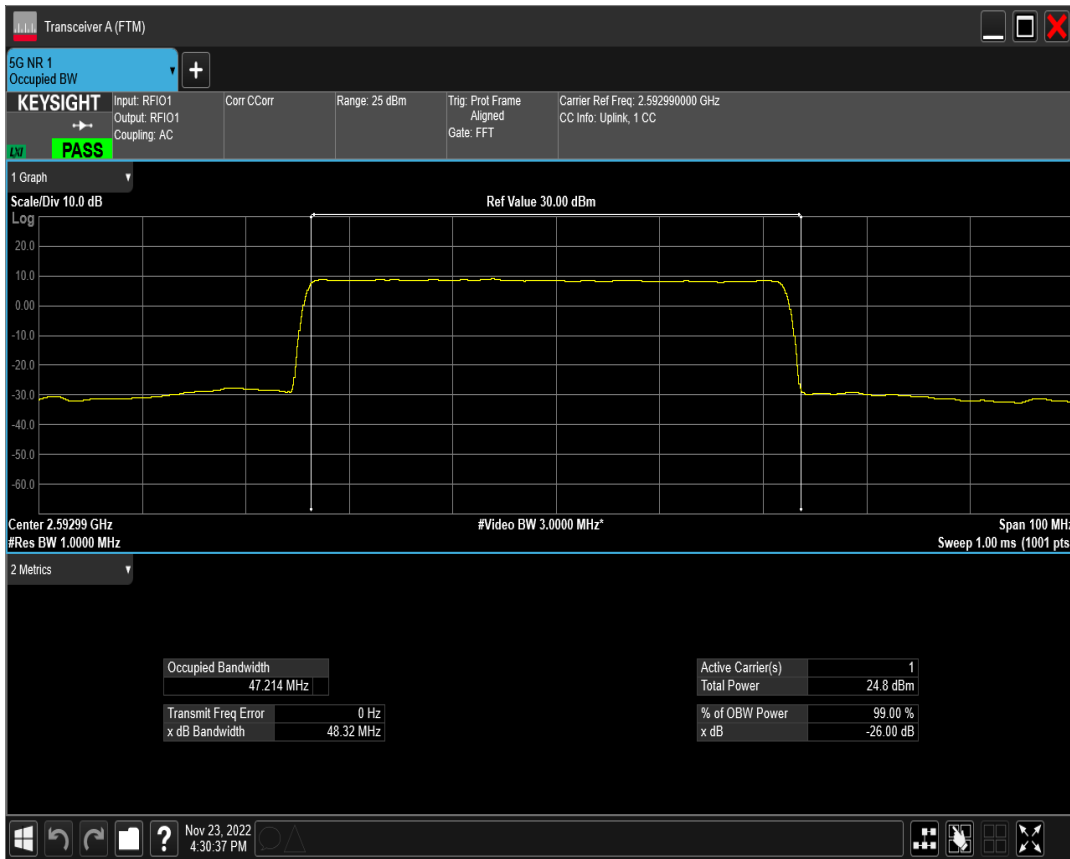 Transceiver A (FTM)
5G NR 1
Occupied BW
+
KEYSIGHT
LXI
PASS
Input: RFIO1
Output: RFIO1
Coupling: AC
Corr CCorr
Range: 25 dBm
Trig: Prot Frame
Aligned
Gate: FFT
Carrier Ref Freq: 2.592990000 GHz
CC Info: Uplink, 1 CC
1 Graph
Scale/Div 10.0 dB
Ref Value 30.00 dBm
Log
20.0
10.0
0.00
-10.0
-20.0
-30.0
-40.0
-50.0
-60.0
Center 2.59299 GHz
#Video BW 3.0000 MHz*
Span 100 MHz
#Res BW 1.0000 MHz
Sweep 1.00 ms (1001 pts
2 Metrics
Occupied Bandwidth
47.214 MHz
Transmit Freq Error 0 Hz
x dB Bandwidth 48.32 MHz
Active Carrier(s) 1
Total Power 24.8 dBm
% of OBW Power 99.00 %
x dB -26.00 dB
?
Nov 23, 2022
4:30:37 PM